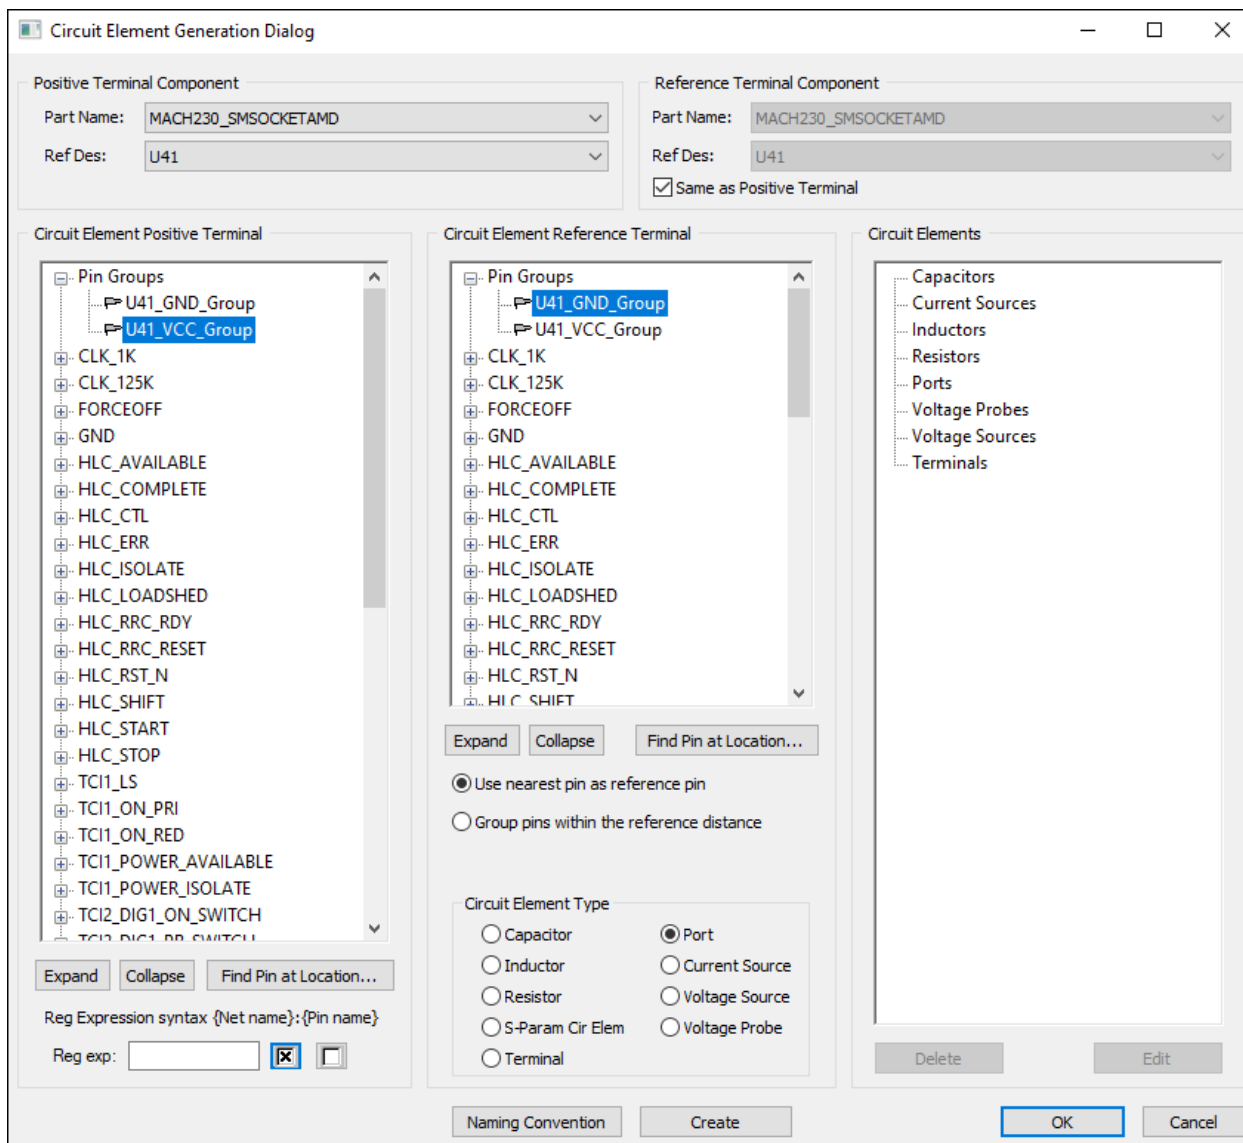 Circuit Element Generation Dialog
Positive Terminal Component
Part Name: MACH230_SMSOCKETAMD
Ref Des: U41
Reference Terminal Component
Part Name: MACH230_SMSOCKETAMD
Ref Des: U41
Same as Positive Terminal
Circuit Element Positive Terminal
Pin Groups
U41_GND_Group
U41_VCC_Group
CLK_1K
CLK_125K
FORCEOFF
GND
HLC_AVAILABLE
HLC_COMPLETE
HLC_CTL
HLC_ERR
HLC_ISOLATE
HLC_LOADSHED
HLC_RRC_RDY
HLC_RRC_RESET
HLC_RST_N
HLC_SHIFT
HLC_START
HLC_STOP
TCI1_LS
TCI1_ON_PRI
TCI1_ON_RED
TCI1_POWER_AVAILABLE
TCI1_POWER_ISOLATE
TCI2_DIG1_ON_SWITCH
TCI2_DIG1_PB_SWITCH
Expand Collapse Find Pin at Location...
Reg Expression syntax {Net name}:{Pin name}
Reg exp:
Circuit Element Reference Terminal
Pin Groups
U41_GND_Group
U41_VCC_Group
CLK_1K
CLK_125K
FORCEOFF
GND
HLC_AVAILABLE
HLC_COMPLETE
HLC_CTL
HLC_ERR
HLC_ISOLATE
HLC_LOADSHED
HLC_RRC_RDY
HLC_RRC_RESET
HLC_RST_N
HLC_SHIFT
Expand Collapse Find Pin at Location...
Use nearest pin as reference pin
Group pins within the reference distance
Circuit Element Type
Capacitor Port
Inductor Current Source
Resistor Voltage Source
S-Param Cir Elem Voltage Probe
Terminal
Circuit Elements
Capacitors
Current Sources
Inductors
Resistors
Ports
Voltage Probes
Voltage Sources
Terminals
Delete Edit
Naming Convention Create OK Cancel